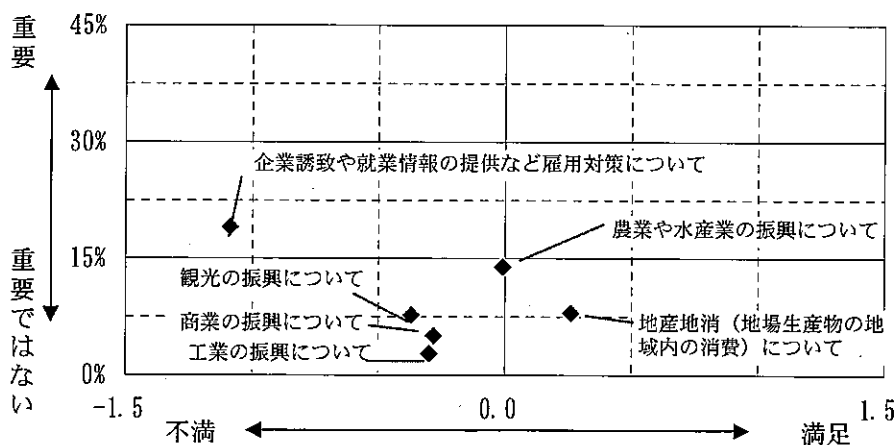 重要
45%
30%
企業誘致や就業情報の提供など雇用対策について
農業や水産業の振興について
15%
重要ではない
観光の振興について
商業の振興について
地産地消（地場生産物の地
域内の消費）について
工業の振興について
0%
-1.5
0.0
1.5
不満
満足